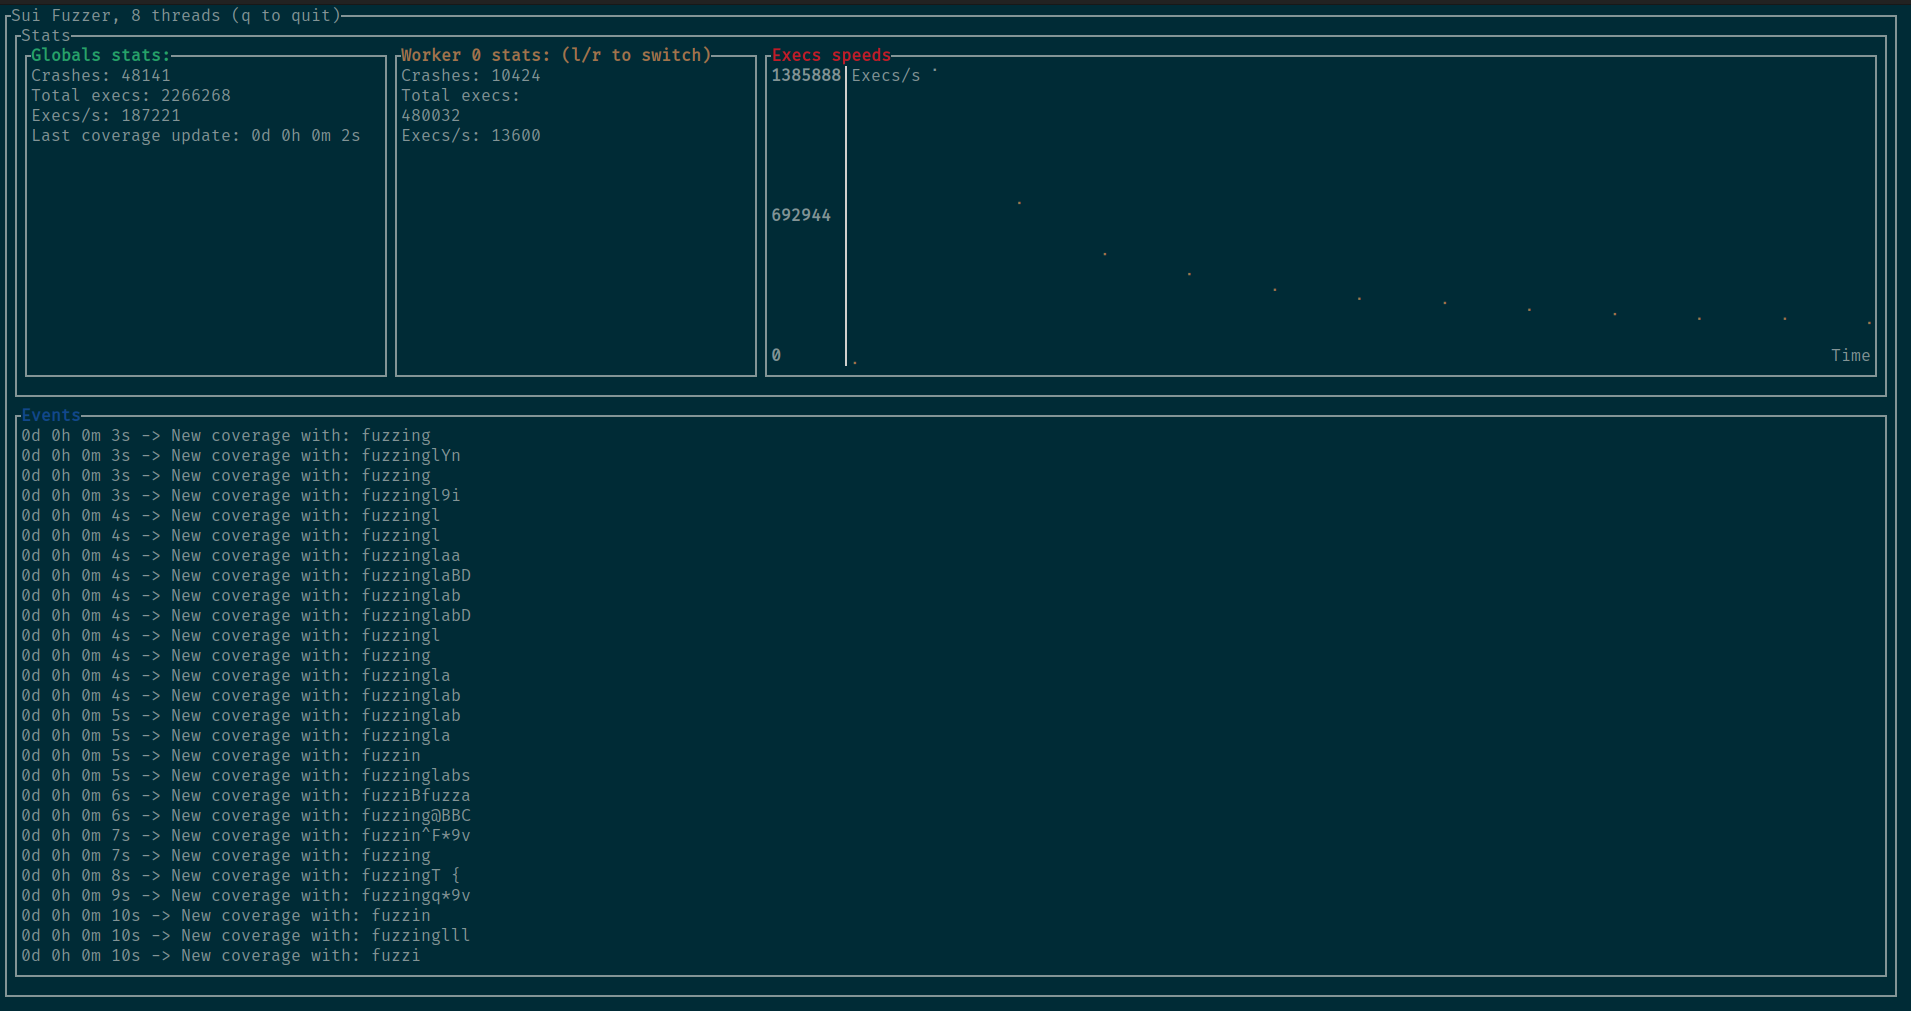 Sui Fuzzer, 8 threads (q to quit)
Stats
Globals stats:
Crashes: 48141
Total execs: 2266268
Execs/s: 187221
Last coverage update: 0d 0h 0m 2s
Worker 0 stats: (l/r to switch)
Crashes: 10424
Total execs:
480032
Execs/s: 13600
Execs speeds
1385888
Execs/s
692944
0
Time
Events
0d 0h 0m 3s -> New coverage with: fuzzing
0d 0h 0m 3s -> New coverage with: fuzzinglYn
0d 0h 0m 3s -> New coverage with: fuzzing
0d 0h 0m 3s -> New coverage with: fuzzingl9i
0d 0h 0m 4s -> New coverage with: fuzzingl
0d 0h 0m 4s -> New coverage with: fuzzingl
0d 0h 0m 4s -> New coverage with: fuzzinglaa
0d 0h 0m 4s -> New coverage with: fuzzinglaBD
0d 0h 0m 4s -> New coverage with: fuzzinglab
0d 0h 0m 4s -> New coverage with: fuzzinglabD
0d 0h 0m 4s -> New coverage with: fuzzingl
0d 0h 0m 4s -> New coverage with: fuzzing
0d 0h 0m 4s -> New coverage with: fuzzingla
0d 0h 0m 4s -> New coverage with: fuzzinglab
0d 0h 0m 5s -> New coverage with: fuzzinglab
0d 0h 0m 5s -> New coverage with: fuzzingla
0d 0h 0m 5s -> New coverage with: fuzzin
0d 0h 0m 5s -> New coverage with: fuzzinglabs
0d 0h 0m 6s -> New coverage with: fuzziBfuzza
0d 0h 0m 6s -> New coverage with: fuzzing@BBC
0d 0h 0m 7s -> New coverage with: fuzzin^F*9v
0d 0h 0m 7s -> New coverage with: fuzzing
0d 0h 0m 8s -> New coverage with: fuzzingT {
0d 0h 0m 9s -> New coverage with: fuzzingq*9v
0d 0h 0m 10s -> New coverage with: fuzzin
0d 0h 0m 10s -> New coverage with: fuzzinglll
0d 0h 0m 10s -> New coverage with: fuzzi